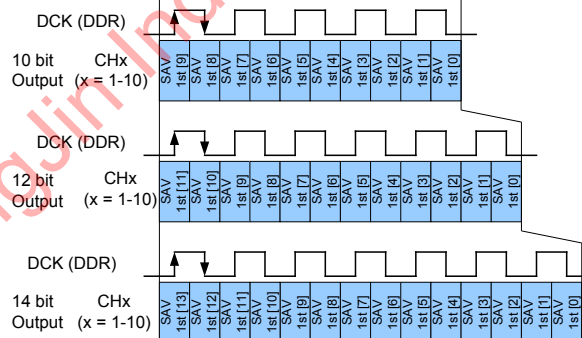 DCK (DDR)
10 bit CHx
Output (x = 1-10)
SAV 1st [9]
SAV 1st [8]
SAV 1st [7]
SAV 1st [6]
SAV 1st [5]
SAV 1st [4]
SAV 1st [3]
SAV 1st [2]
SAV 1st [1]
SAV 1st [0]
DCK (DDR)
12 bit CHx
Output (x = 1-10)
SAV 1st [11]
SAV 1st [10]
SAV 1st [9]
SAV 1st [8]
SAV 1st [7]
SAV 1st [6]
SAV 1st [5]
SAV 1st [4]
SAV 1st [3]
SAV 1st [2]
SAV 1st [1]
SAV 1st [0]
DCK (DDR)
14 bit CHx
Output (x = 1-10)
SAV 1st [13]
SAV 1st [12]
SAV 1st [11]
SAV 1st [10]
SAV 1st [9]
SAV 1st [8]
SAV 1st [7]
SAV 1st [6]
SAV 1st [5]
SAV 1st [4]
SAV 1st [3]
SAV 1st [2]
SAV 1st [1]
SAV 1st [0]